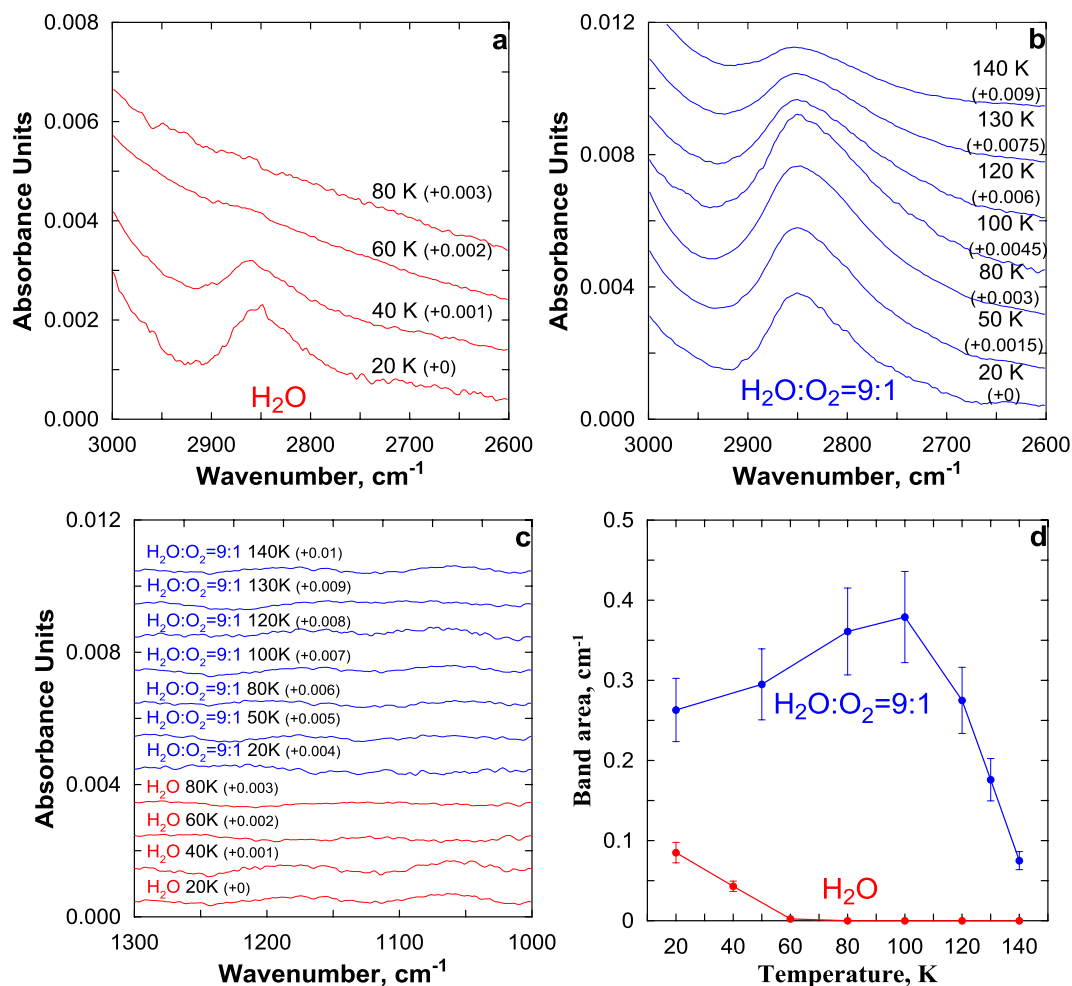 a
0.008
0.006
0.004
0.002
0.000
Absorbance Units
80 K (+0.003)
60 K (+0.002)
40 K (+0.001)
20 K (+0)
H₂O
3000 2900 2800 2700 2600
Wavenumber, cm⁻¹
b
0.012
0.008
0.004
0.000
Absorbance Units
140 K
(+0.009)
130 K
(+0.0075)
120 K
(+0.006)
100 K
(+0.0045)
80 K
(+0.003)
50 K
(+0.0015)
20 K
(+0)
H₂O:O₂=9:1
3000 2900 2800 2700 2600
Wavenumber, cm⁻¹
c
0.012
0.008
0.004
0.000
Absorbance Units
H₂O:O₂=9:1 140K (+0.01)
H₂O:O₂=9:1 130K (+0.009)
H₂O:O₂=9:1 120K (+0.008)
H₂O:O₂=9:1 100K (+0.007)
H₂O:O₂=9:1 80K (+0.006)
H₂O:O₂=9:1 50K (+0.005)
H₂O:O₂=9:1 20K (+0.004)
H₂O 80K (+0.003)
H₂O 60K (+0.002)
H₂O 40K (+0.001)
H₂O 20K (+0)
1300 1200 1100 1000
Wavenumber, cm⁻¹
d
0.5
0.4
0.3
0.2
0.1
0
Band area, cm⁻¹
H₂O:O₂=9:1
H₂O
20 40 60 80 100 120 140
Temperature, K